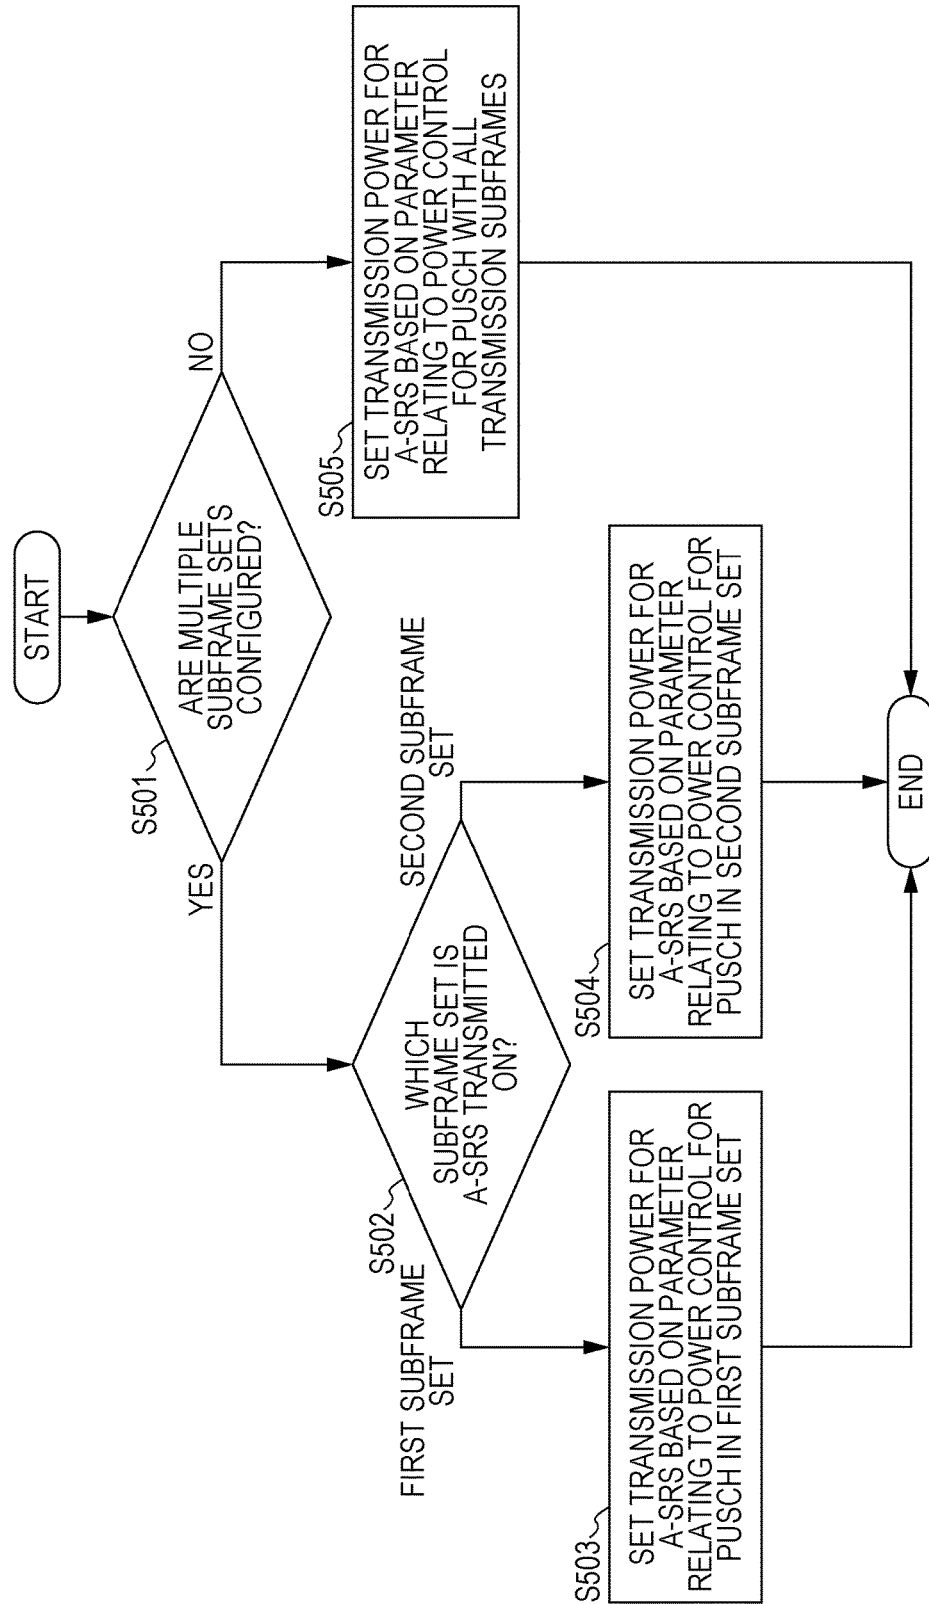 START
ARE MULTIPLE
SUBFRAME SETS
CONFIGURED?
S501
YES
NO
WHICH
SUBFRAME SET IS
A-SRS TRANSMITTED
ON?
S502
FIRST SUBFRAME
SET
SECOND SUBFRAME
SET
S503
SET TRANSMISSION POWER FOR
A-SRS BASED ON PARAMETER
RELATING TO POWER CONTROL FOR
PUSCH IN FIRST SUBFRAME SET
S504
SET TRANSMISSION POWER FOR
A-SRS BASED ON PARAMETER
RELATING TO POWER CONTROL FOR
PUSCH IN SECOND SUBFRAME SET
S505
SET TRANSMISSION POWER FOR
A-SRS BASED ON PARAMETER
RELATING TO POWER CONTROL
FOR PUSCH WITH ALL
TRANSMISSION SUBFRAMES
END